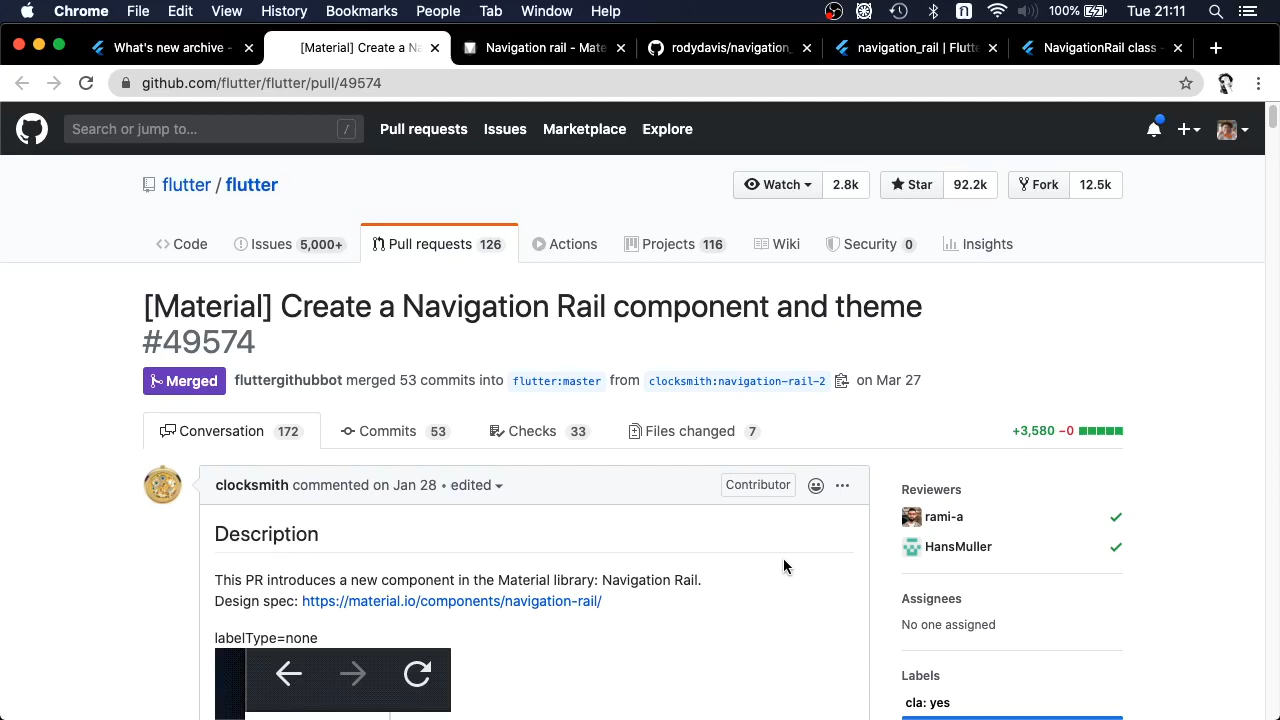 Chrome File Edit View History Bookmarks People Tab Window Help 100% Tue 21:11
What's new archive - [Material] Create a Na Navigation rail - Mate rodydavis/navigation_ navigation_rail | Flutte NavigationRail class -
github.com/flutter/flutter/pull/49574
Search or jump to... / Pull requests Issues Marketplace Explore
flutter / flutter Watch 2.8k Star 92.2k Fork 12.5k
Code Issues 5,000+ Pull requests 126 Actions Projects 116 Wiki Security 0 Insights
[Material] Create a Navigation Rail component and theme
#49574
Merged fluttergithubbot merged 53 commits into flutter:master from clocksmith:navigation-rail-2 on Mar 27
Conversation 172 Commits 53 Checks 33 Files changed 7 +3,580 −0
clocksmith commented on Jan 28 • edited Contributor
Reviewers
rami-a
HansMuller
Assignees
No one assigned
Labels
cla: yes
Description
This PR introduces a new component in the Material library: Navigation Rail.
Design spec: https://material.io/components/navigation-rail/
labelType=none